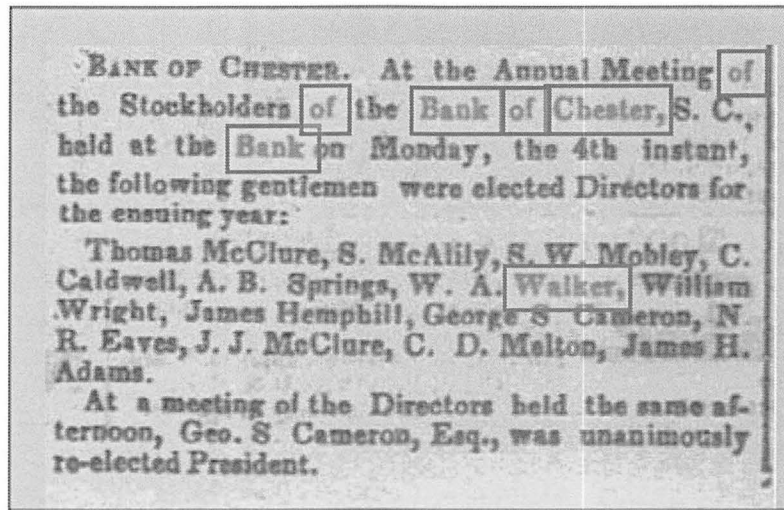 BANK OF CHESTER. At the Annual Meeting of
the Stockholders of the Bank of Chester, S. C.,
held at the Bank on Monday, the 4th instant,
the following gentlemen were elected Directors for
the ensuing year:
Thomas McClure, S. McAlily, S. W. Mobley, C.
Caldwell, A. B. Springs, W. A. Walker, William
Wright, James Hemphill, George S Cameron, N
R. Eaves, J. J. McClure, C. D. Melton, James H.
Adams.
At a meeting of the Directors held the same af-
ternoon, Geo. S Cameron, Esq., was unanimously
re-elected President.